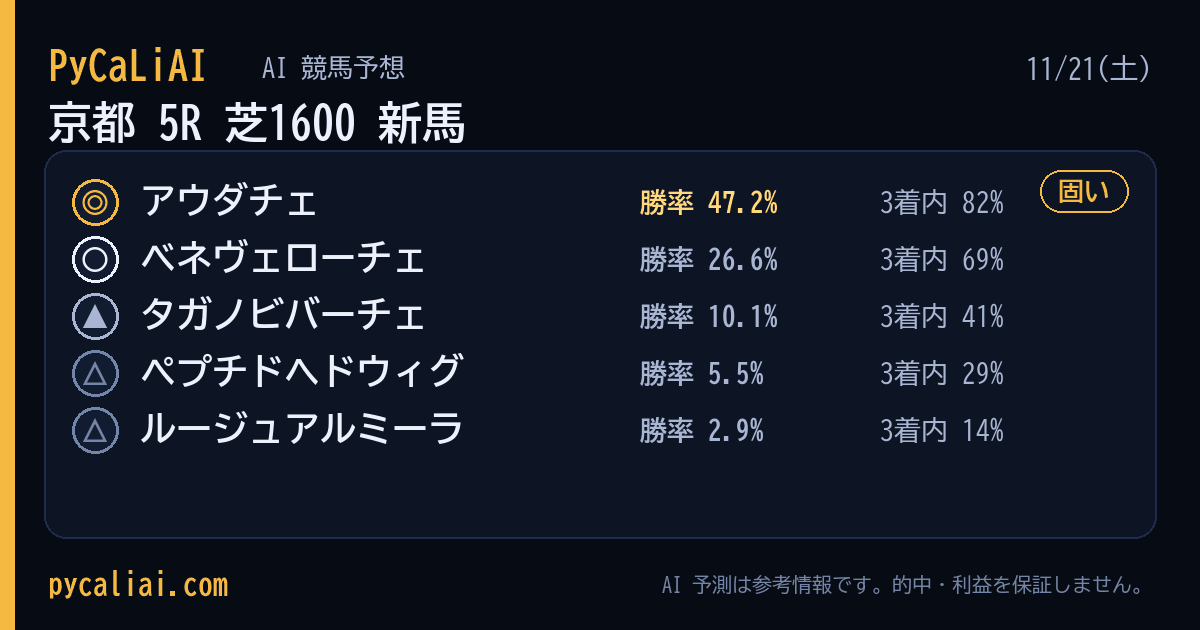 PyCaLiAI AI 競馬予想 11/21(土)
京都 5R 芝1600 新馬
◎ アウダチェ 勝率 47.2% 3着内 82% 固い
○ ベネヴェローチェ 勝率 26.6% 3着内 69%
▲ タガノビバーチェ 勝率 10.1% 3着内 41%
△ ペプチドヘドウィグ 勝率 5.5% 3着内 29%
△ ルージュアルミーラ 勝率 2.9% 3着内 14%
pycaliai.com AI 予測は参考情報です。的中・利益を保証しません。